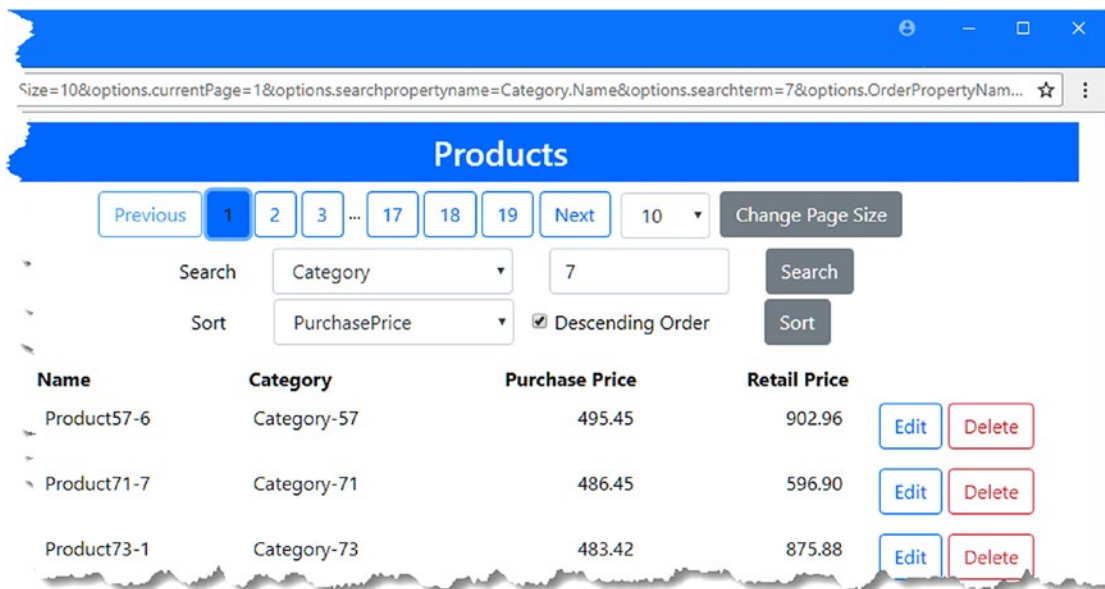 Size=10&options.currentPage=1&options.searchpropertyname=Category.Name&options.searchterm=7&options.OrderPropertyNam...
Products
Previous 1 2 3 ... 17 18 19 Next 10 Change Page Size
Search Category 7 Search
Sort PurchasePrice Descending Order Sort
Name Category Purchase Price Retail Price
Product57-6 Category-57 495.45 902.96 Edit Delete
Product71-7 Category-71 486.45 596.90 Edit Delete
Product73-1 Category-73 483.42 875.88 Edit Delete